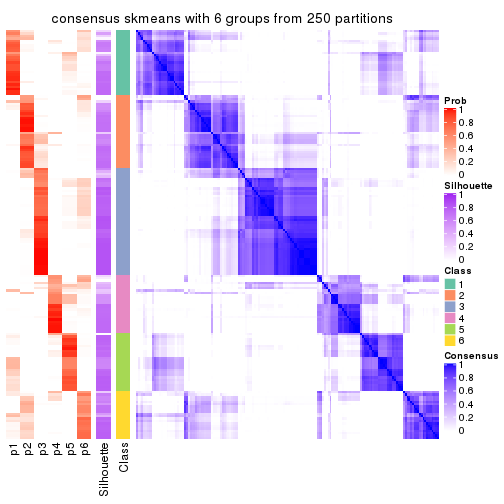 consensus skmeans with 6 groups from 250 partitions
Prob
1
0.8
0.6
0.4
0.2
0
Silhouette
1
0.8
0.6
0.4
0.2
0
Class
1
2
3
4
5
6
Consensus
1
0.8
0.6
0.4
0.2
0
p1
p2
p3
p4
p5
p6
Silhouette
Class